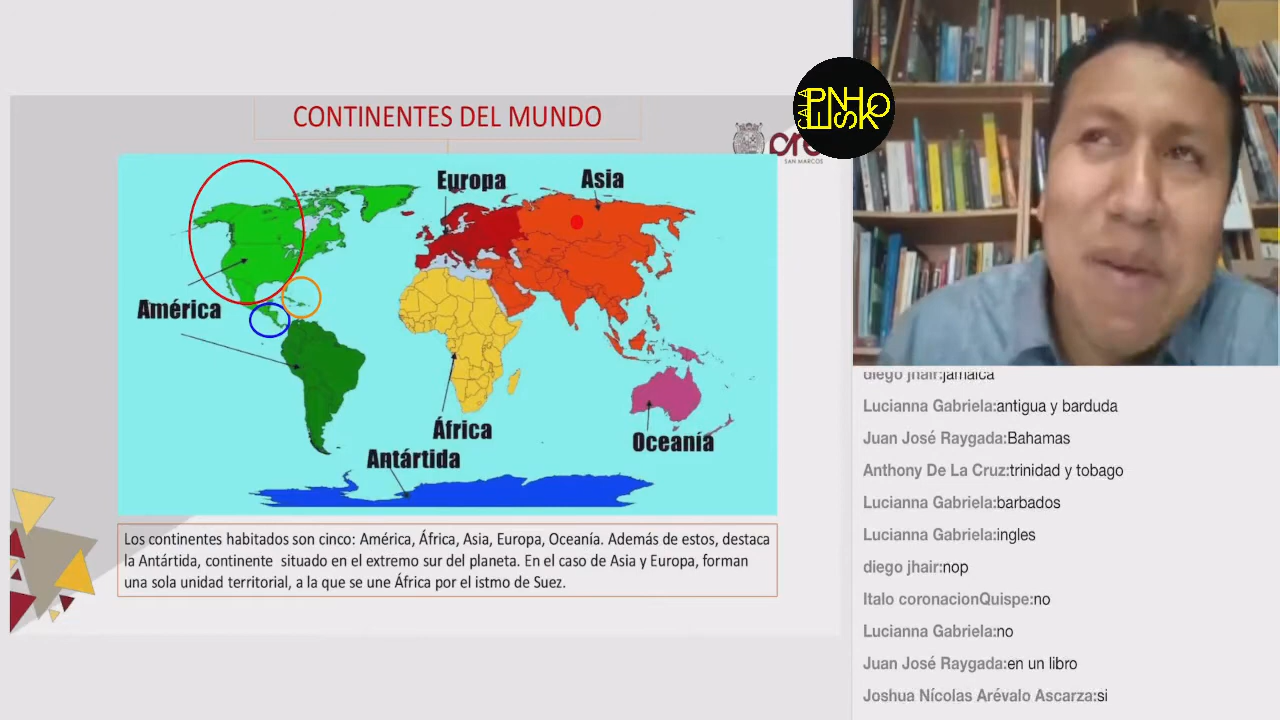 CONTINENTES DEL MUNDO
CALA
PNHO
ESK
SAN MARCOS
Europa
Asia
América
África
Antártida
Oceanía
Los continentes habitados son cinco: América, África, Asia, Europa, Oceanía. Además de estos, destaca
la Antártida, continente situado en el extremo sur del planeta. En el caso de Asia y Europa, forman
una sola unidad territorial, a la que se une África por el istmo de Suez.
diego jhair:jamaica
Lucianna Gabriela:antigua y barduda
Juan José Raygada:Bahamas
Anthony De La Cruz:trinidad y tobago
Lucianna Gabriela:barbados
Lucianna Gabriela:ingles
diego jhair:nop
Italo coronacionQuispe:no
Lucianna Gabriela:no
Juan José Raygada:en un libro
Joshua Nícolas Arévalo Ascarza:si